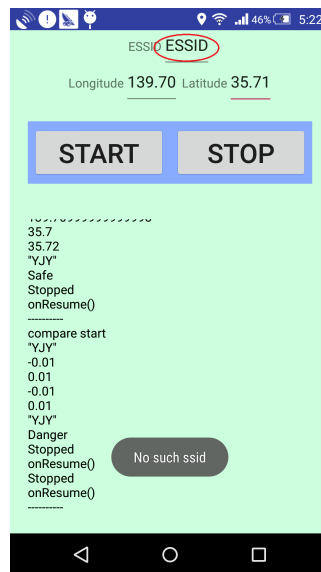 46% 5:22
ESSID ESSID
Longitude 139.70 Latitude 35.71
START STOP
35.7
35.72
"YJY"
Safe
Stopped
onResume()
----------
compare start
"YJY"
-0.01
0.01
-0.01
0.01
"YJY"
Danger
Stopped
onResume()
No such ssid
Stopped
onResume()
----------